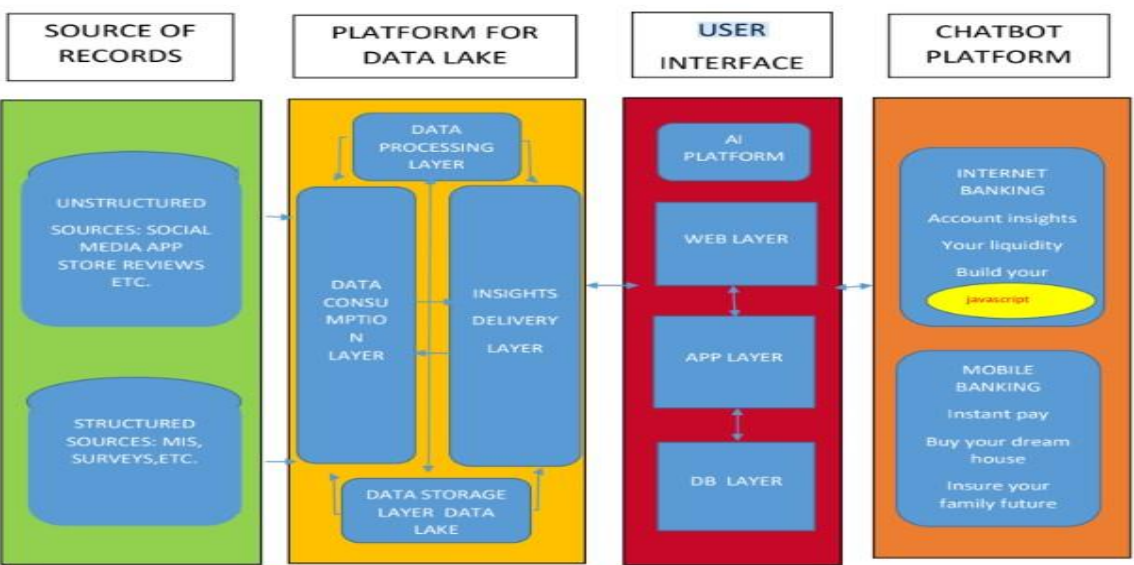 SOURCE OF
RECORDS
PLATFORM FOR
DATA LAKE
USER
INTERFACE
CHATBOT
PLATFORM
UNSTRUCTURED
SOURCES: SOCIAL
MEDIA APP
STORE REVIEWS
ETC.
STRUCTURED
SOURCES: MIS,
SURVEYS,ETC.
DATA
PROCESSING
LAYER
DATA
CONSU
MPTIO
N
LAYER
INSIGHTS
DELIVERY
LAYER
DATA STORAGE
LAYER DATA
LAKE
AI
PLATFORM
WEB LAYER
APP LAYER
DB LAYER
INTERNET
BANKING
Account insights
Your liquidity
Build your
javascript
MOBILE
BANKING
Instant pay
Buy your dream
house
Insure your
family future